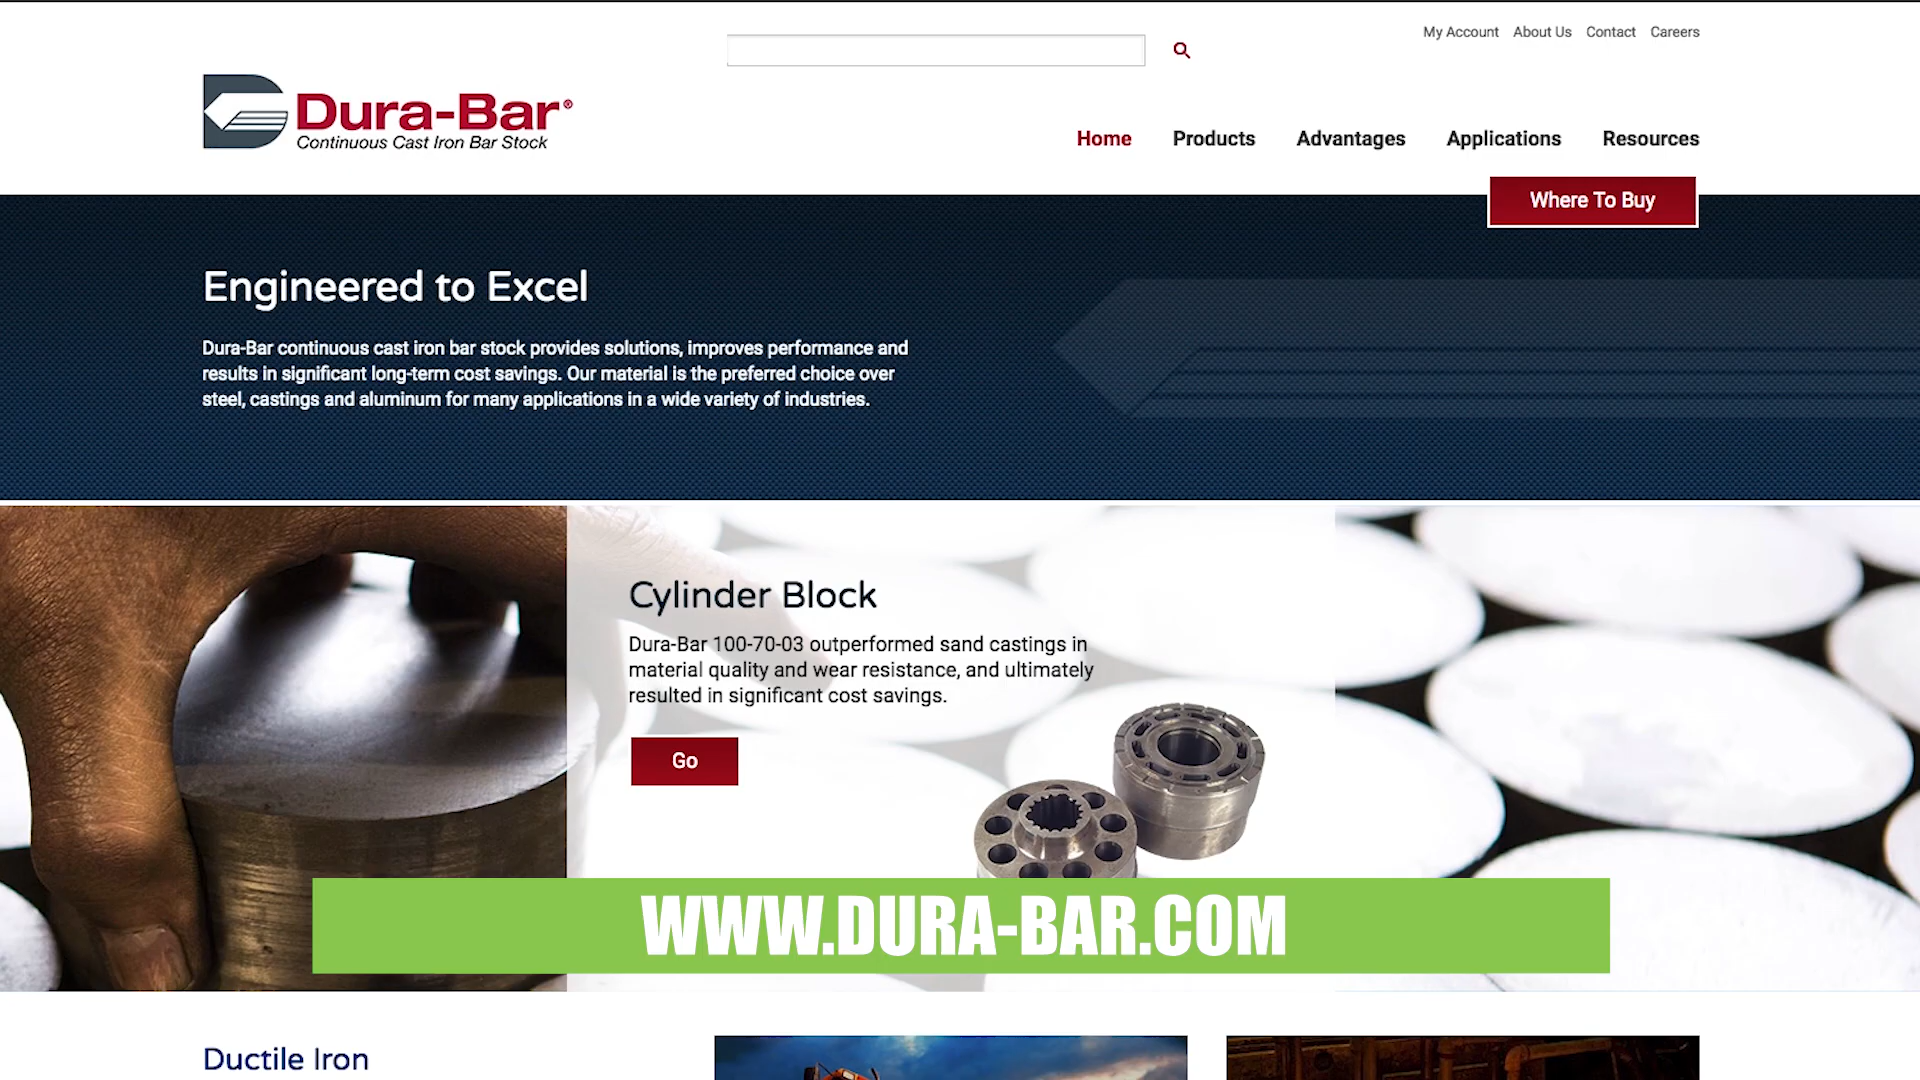 My Account About Us Contact Careers
Dura-Bar®
Continuous Cast Iron Bar Stock
Home Products Advantages Applications Resources
Where To Buy
Engineered to Excel
Dura-Bar continuous cast iron bar stock provides solutions, improves performance and
results in significant long-term cost savings. Our material is the preferred choice over
steel, castings and aluminum for many applications in a wide variety of industries.
Cylinder Block
Dura-Bar 100-70-03 outperformed sand castings in
material quality and wear resistance, and ultimately
resulted in significant cost savings.
Go
WWW.DURA-BAR.COM
Ductile Iron